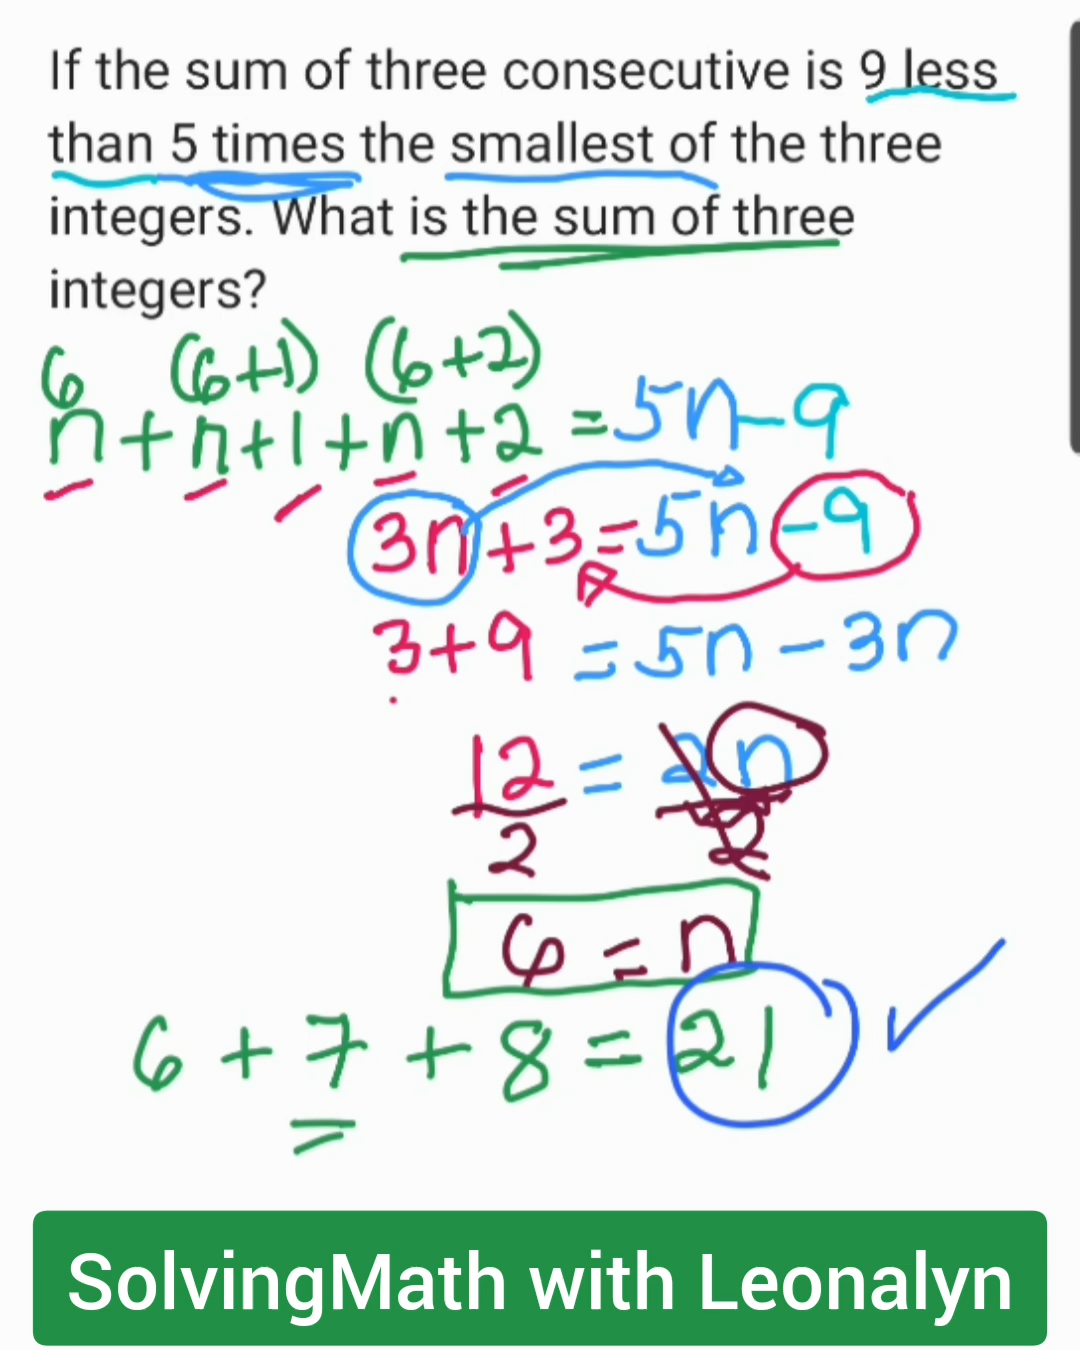 If the sum of three consecutive is 9 less
than 5 times the smallest of the three
integers. What is the sum of three
integers?
6 (6+1) (6+2)
n+n+1+n+2=5n-9
3n+3=5n-9
3+9=5n-3n
12=2n
2 2
6=n
6+7+8=21
SolvingMath with Leonalyn